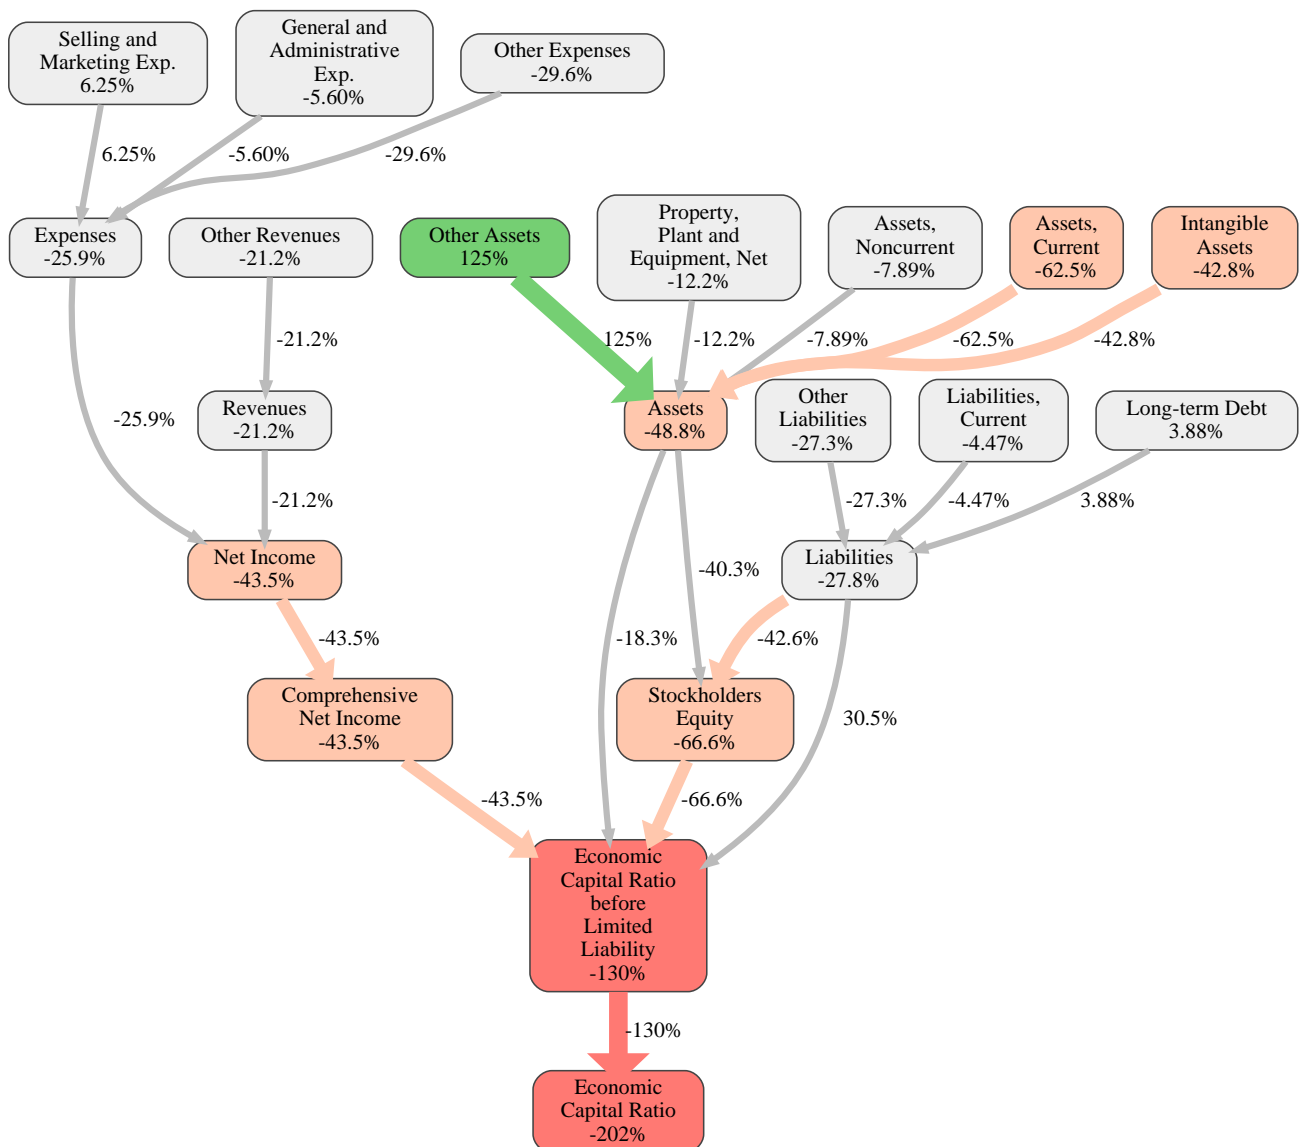 Selling and
Marketing Exp.
6.25%
General and
Administrative
Exp.
-5.60%
Other Expenses
-29.6%
6.25%
-5.60%
-29.6%
Expenses
-25.9%
Other Revenues
-21.2%
Other Assets
125%
Property,
Plant and
Equipment, Net
-12.2%
Assets,
Noncurrent
-7.89%
Assets,
Current
-62.5%
Intangible
Assets
-42.8%
-21.2%
125%
-12.2%
-7.89%
-62.5%
-42.8%
-25.9%
Revenues
-21.2%
Assets
-48.8%
Other
Liabilities
-27.3%
Liabilities,
Current
-4.47%
Long-term Debt
3.88%
-21.2%
-27.3%
-4.47%
3.88%
Net Income
-43.5%
-40.3%
Liabilities
-27.8%
-43.5%
-18.3%
-42.6%
Comprehensive
Net Income
-43.5%
Stockholders
Equity
-66.6%
30.5%
-43.5%
-66.6%
Economic
Capital Ratio
before
Limited
Liability
-130%
-130%
Economic
Capital Ratio
-202%